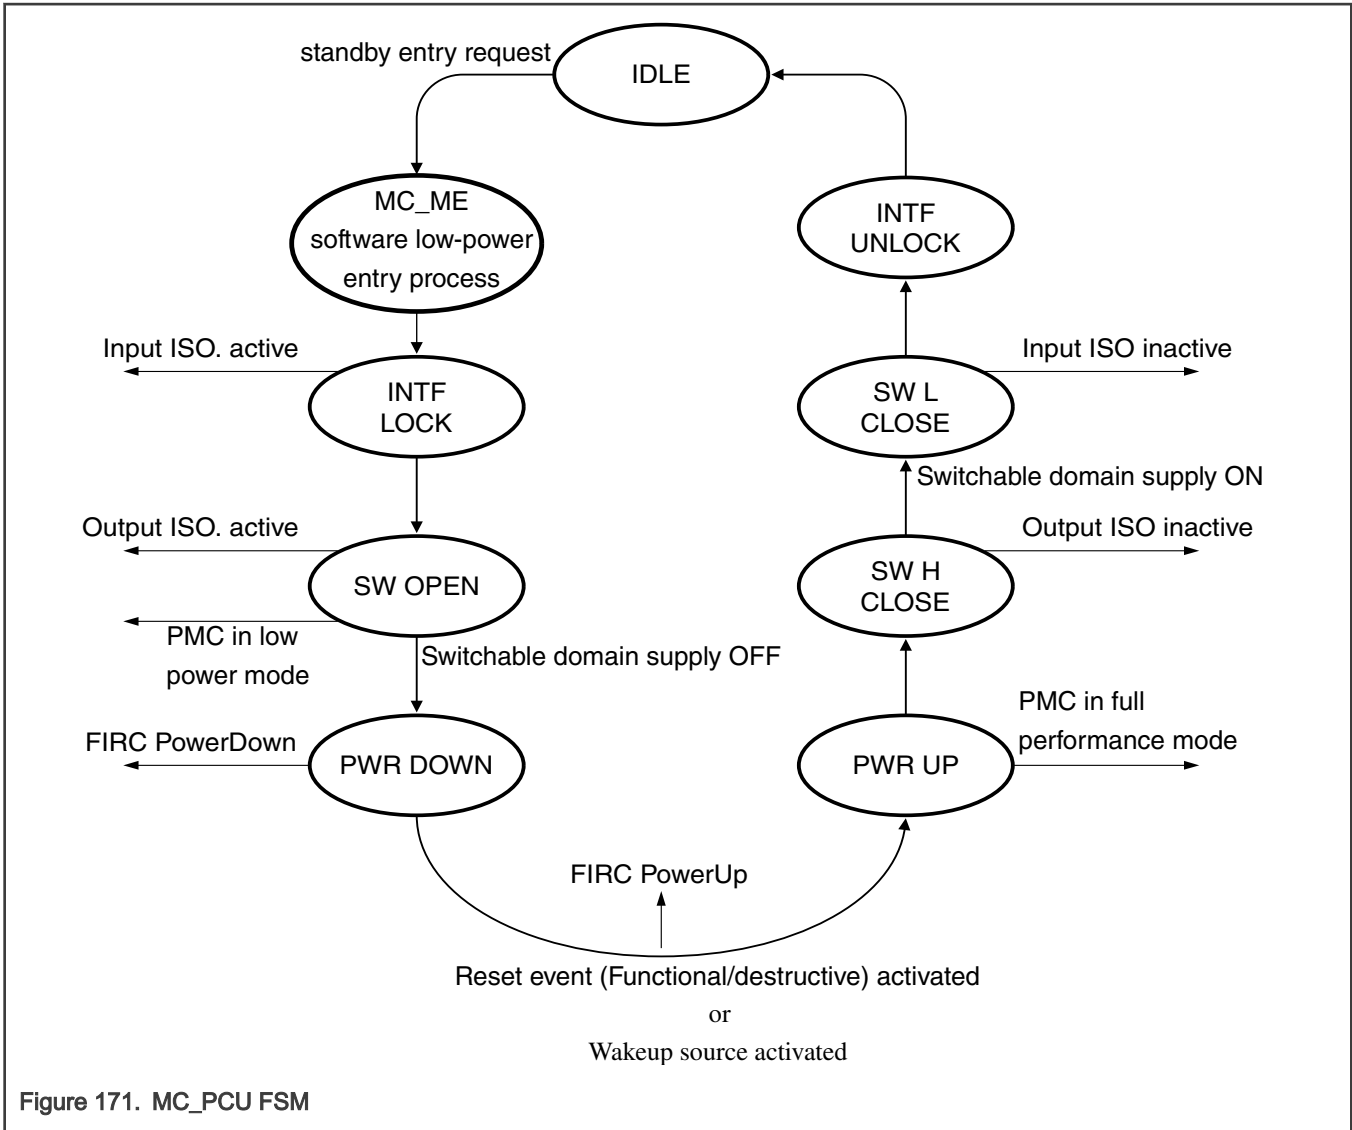 standby entry request
IDLE
MC_ME
software low-power
entry process
INTF
UNLOCK
Input ISO. active
INTF
LOCK
Input ISO inactive
SW L
CLOSE
Switchable domain supply ON
Output ISO. active
SW OPEN
Output ISO inactive
SW H
CLOSE
PMC in low
power mode
Switchable domain supply OFF
FIRC PowerDown
PWR DOWN
PWR UP
PMC in full
performance mode
FIRC PowerUp
Reset event (Functional/destructive) activated
or
Wakeup source activated
Figure 171. MC_PCU FSM